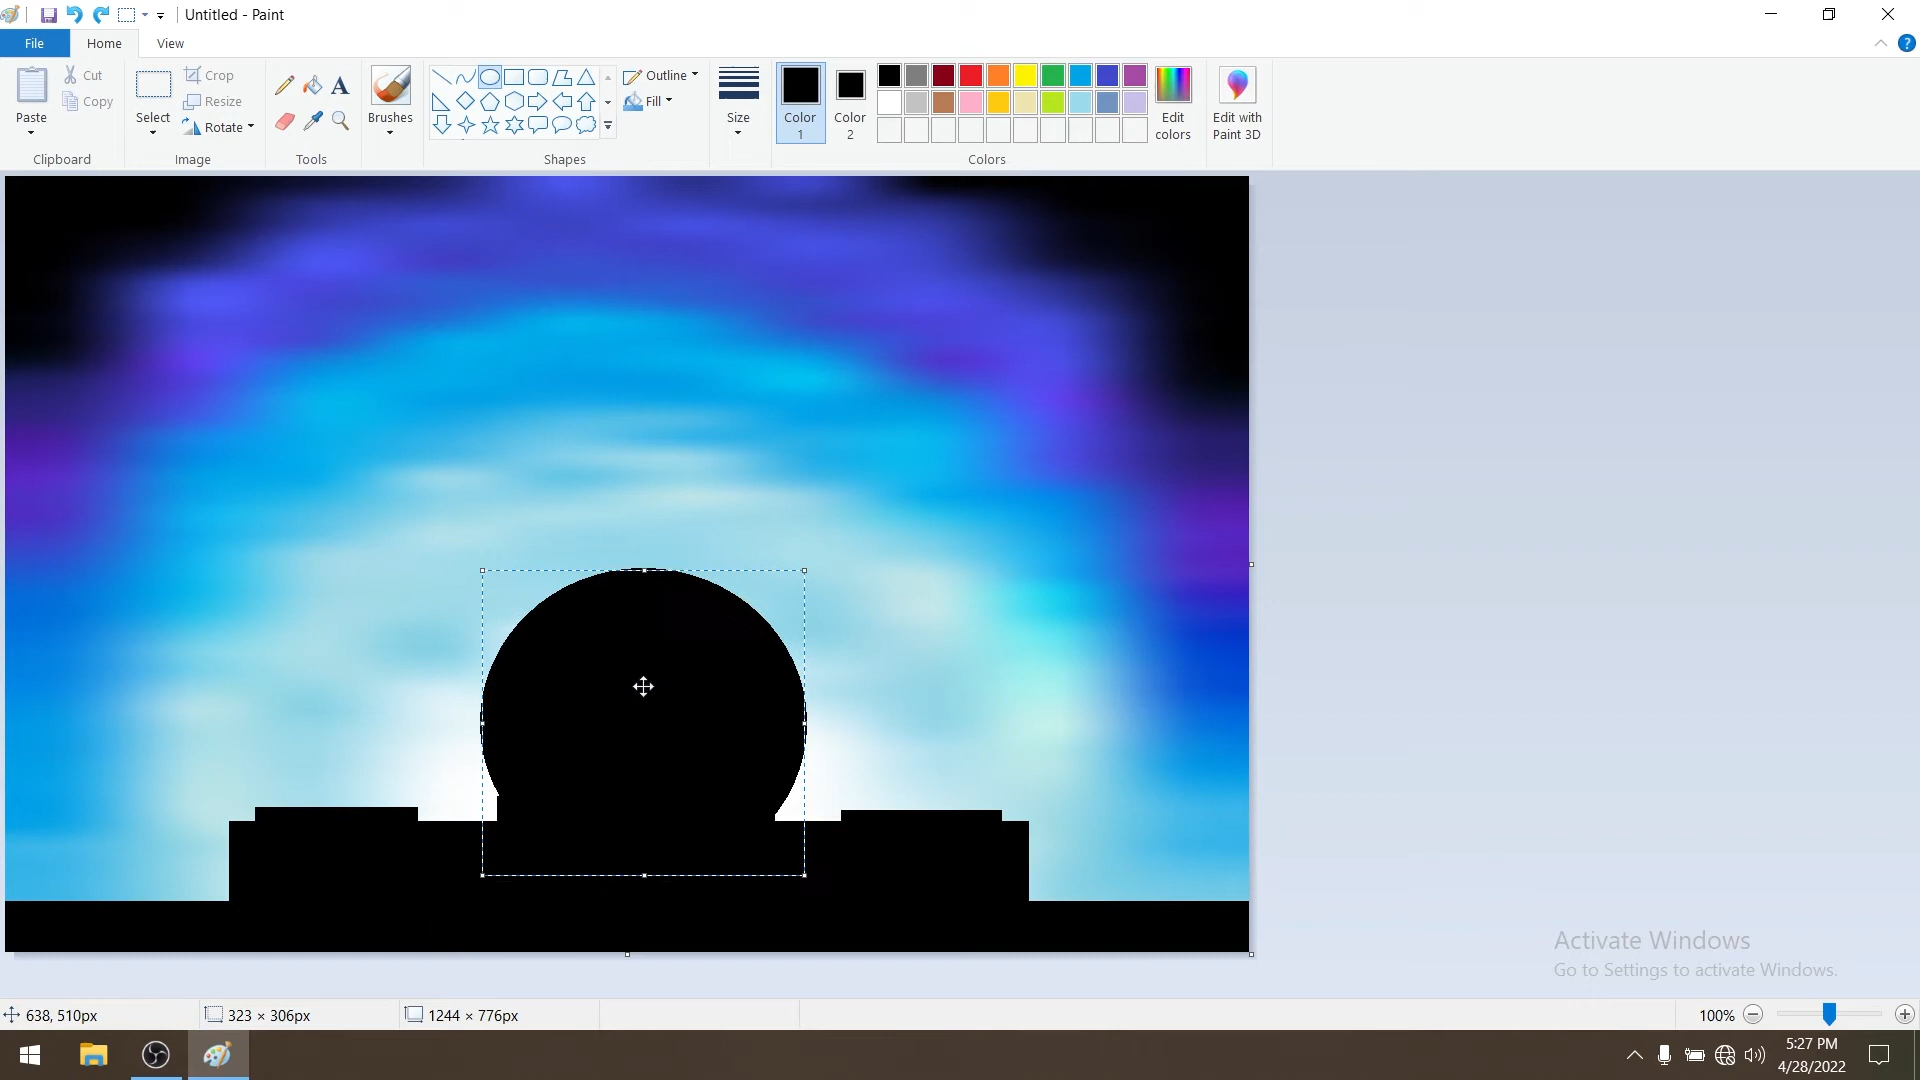 Untitled - Paint
File
Home
View
Paste
Cut
Copy
Clipboard
Select
Crop
Resize
Rotate
Image
A
Tools
Brushes
Shapes
Outline
Fill
Size
Color 1
Color 2
Colors
Edit colors
Edit with Paint 3D
?
Activate Windows
Go to Settings to activate Windows.
638, 510px
323 × 306px
1244 × 776px
100%
5:27 PM
4/28/2022